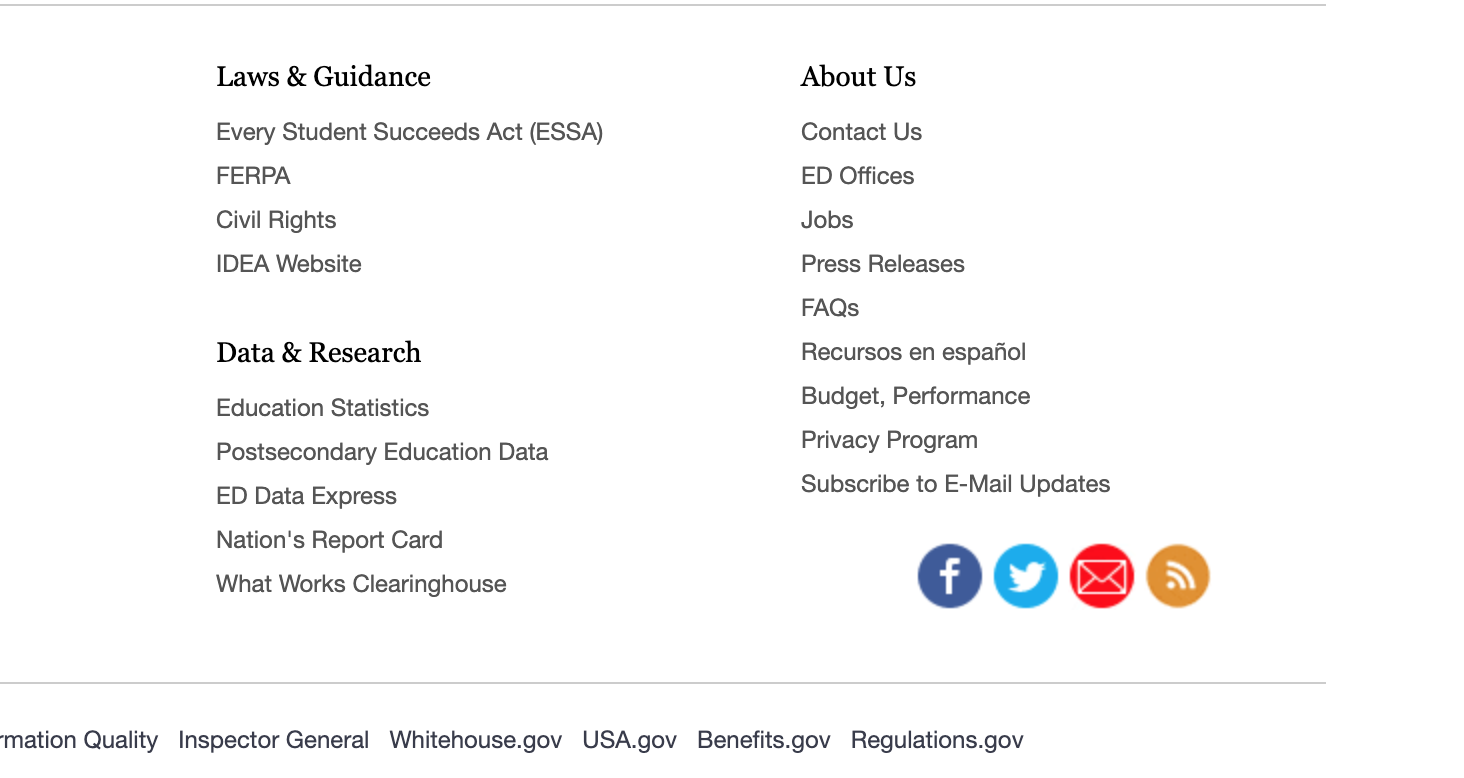 Laws & Guidance
Every Student Succeeds Act (ESSA)
FERPA
Civil Rights
IDEA Website
Data & Research
Education Statistics
Postsecondary Education Data
ED Data Express
Nation's Report Card
What Works Clearinghouse
About Us
Contact Us
ED Offices
Jobs
Press Releases
FAQs
Recursos en español
Budget, Performance
Privacy Program
Subscribe to E-Mail Updates
Quality Inspector General Whitehouse.gov USA.gov Benefits.gov Regulations.gov